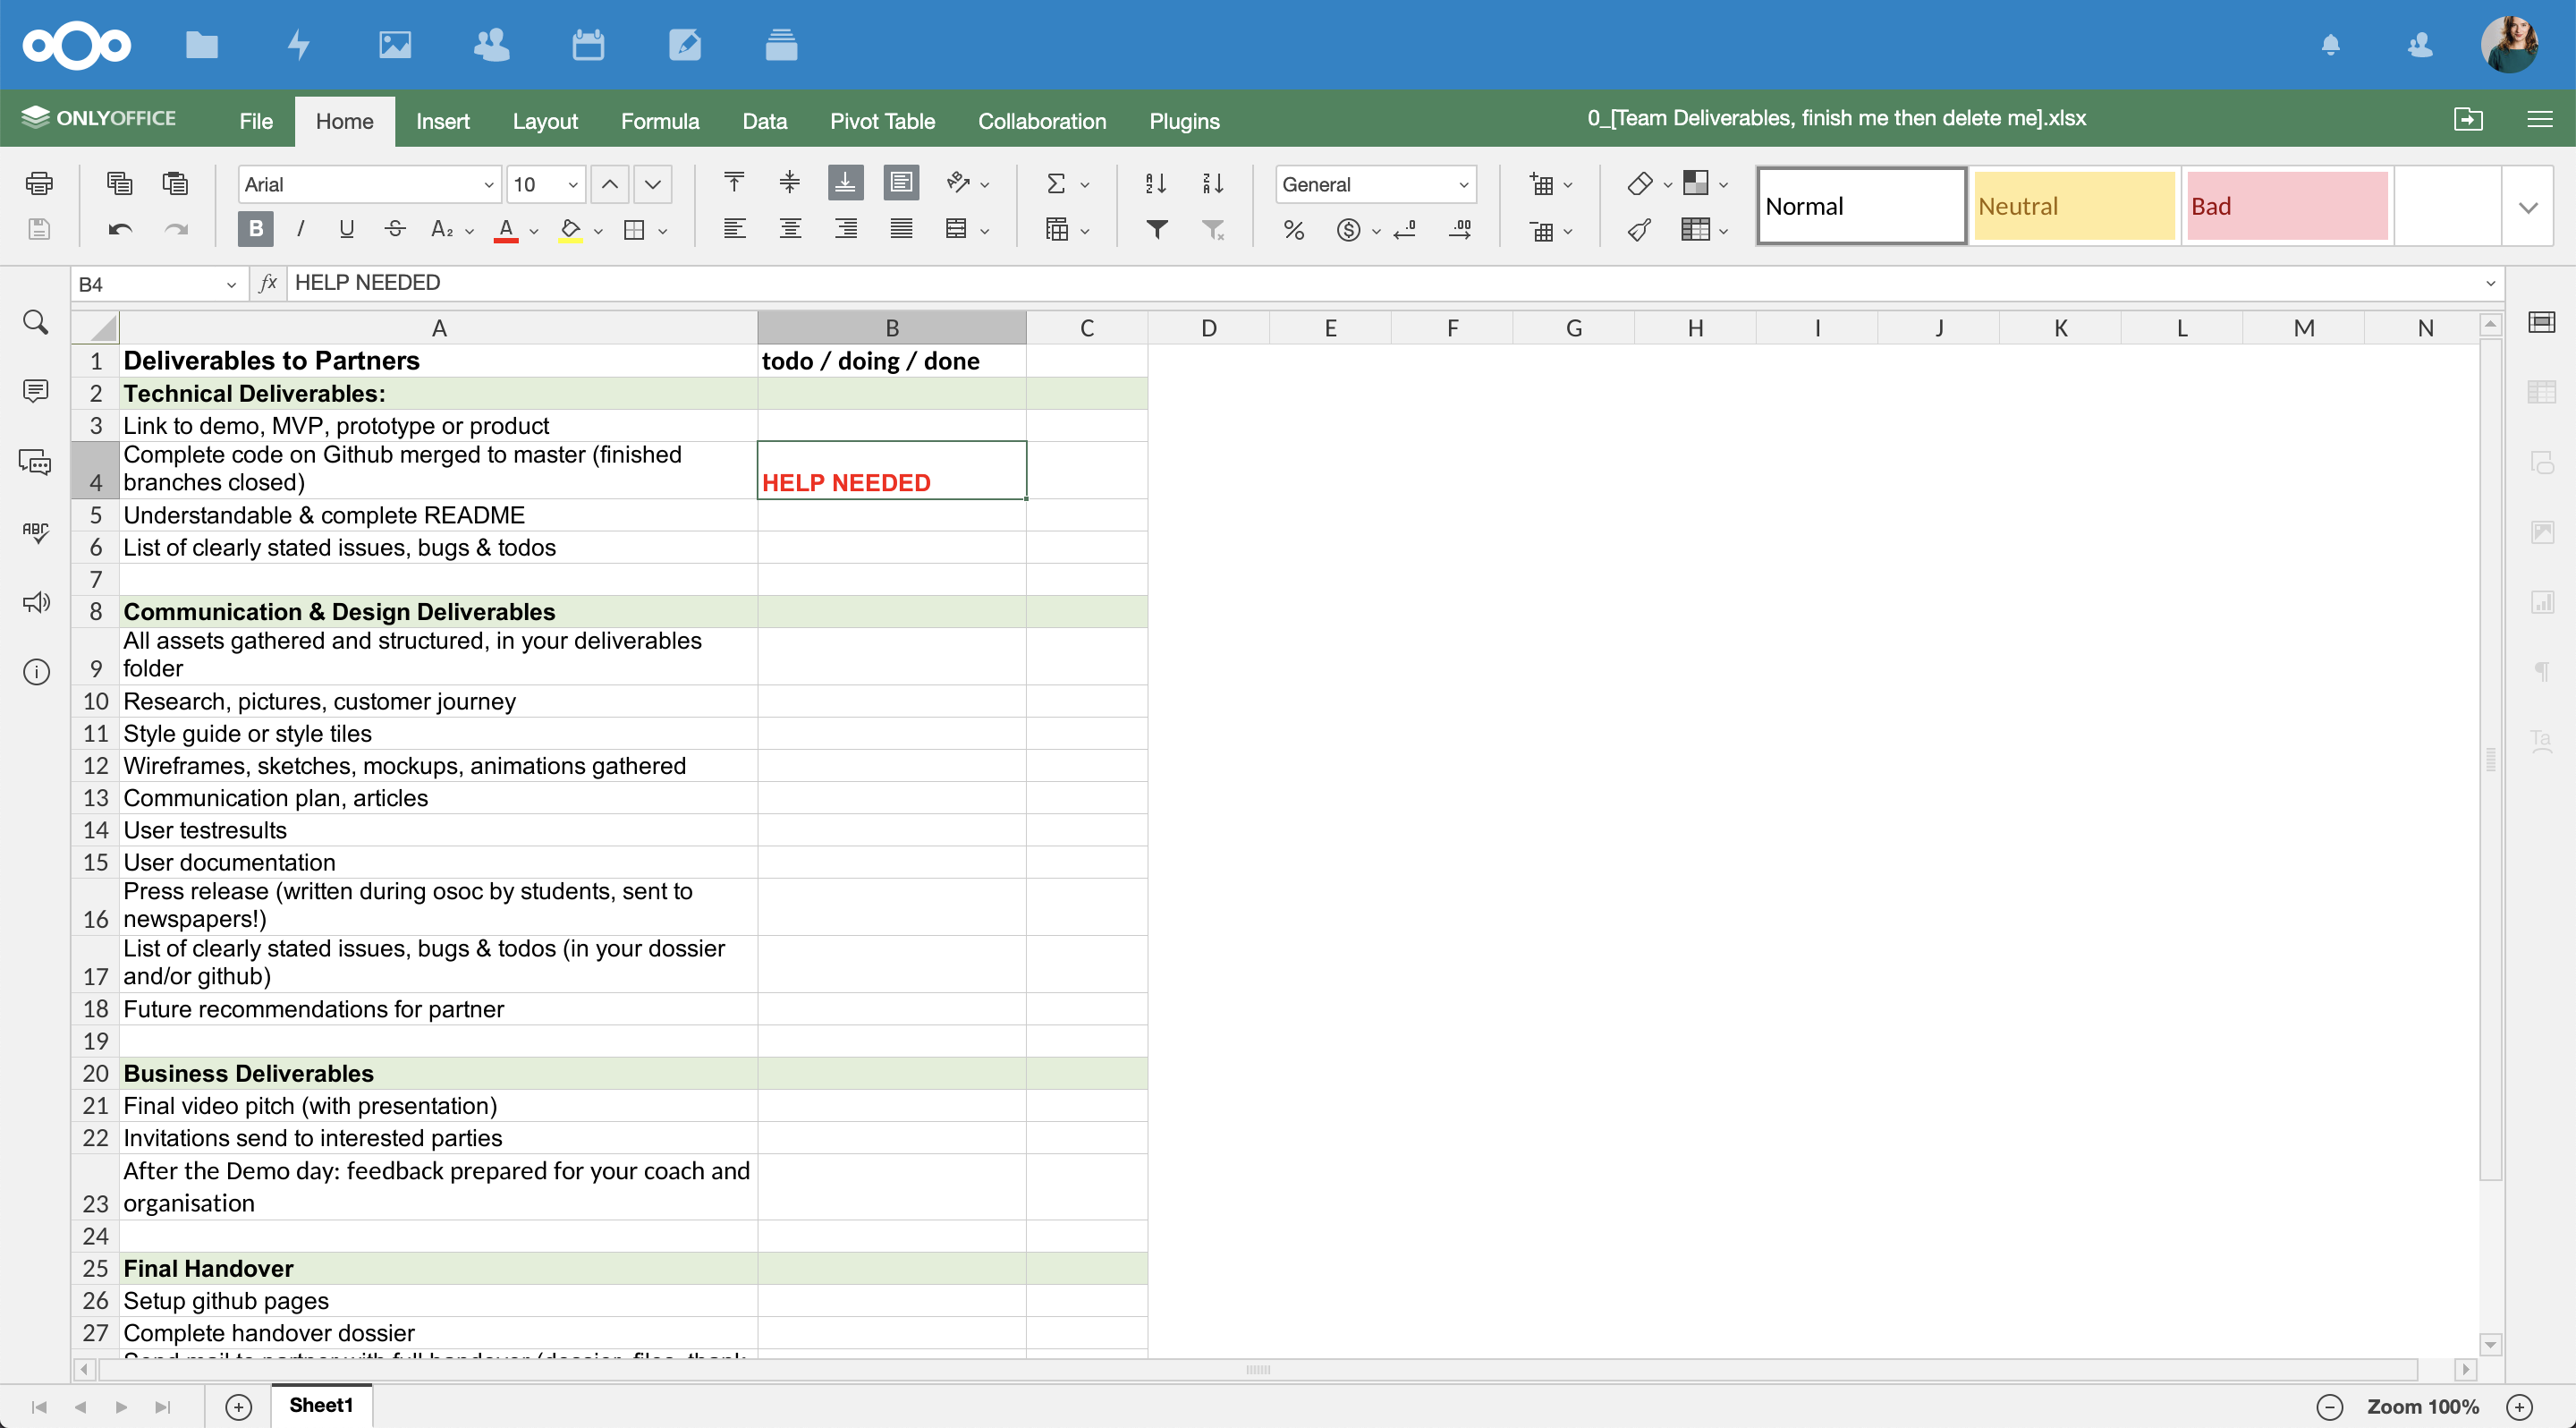 ONLYOFFICE File Home Insert Layout Formula Data Pivot Table Collaboration Plugins 0_[Team Deliverables, finish me then delete me].xlsx
Arial 10 General Normal Neutral Bad
B4 fx HELP NEEDED
A B C D E F G H I J K L M N
1 Deliverables to Partners todo / doing / done
2 Technical Deliverables:
3 Link to demo, MVP, prototype or product
Complete code on Github merged to master (finished
4 branches closed) HELP NEEDED
5 Understandable & complete README
6 List of clearly stated issues, bugs & todos
7
8 Communication & Design Deliverables
All assets gathered and structured, in your deliverables
9 folder
10 Research, pictures, customer journey
11 Style guide or style tiles
12 Wireframes, sketches, mockups, animations gathered
13 Communication plan, articles
14 User testresults
15 User documentation
Press release (written during osoc by students, sent to
16 newspapers!)
List of clearly stated issues, bugs & todos (in your dossier
17 and/or github)
18 Future recommendations for partner
19
20 Business Deliverables
21 Final video pitch (with presentation)
22 Invitations send to interested parties
After the Demo day: feedback prepared for your coach and
23 organisation
24
25 Final Handover
26 Setup github pages
27 Complete handover dossier
Sheet1 Zoom 100%